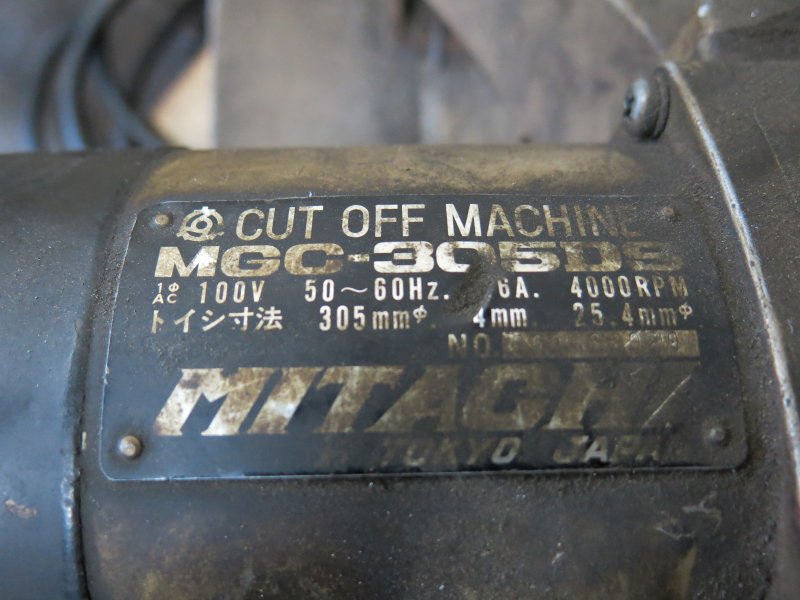 CUT OFF MACHINE
MGC-305DS
1Φ AC 100V 50～60Hz. 6A. 4000RPM
トイシ寸法 305mmφ. 4mm. 25.4mmφ
NO.
MITACHI
TOKYO JAPAN